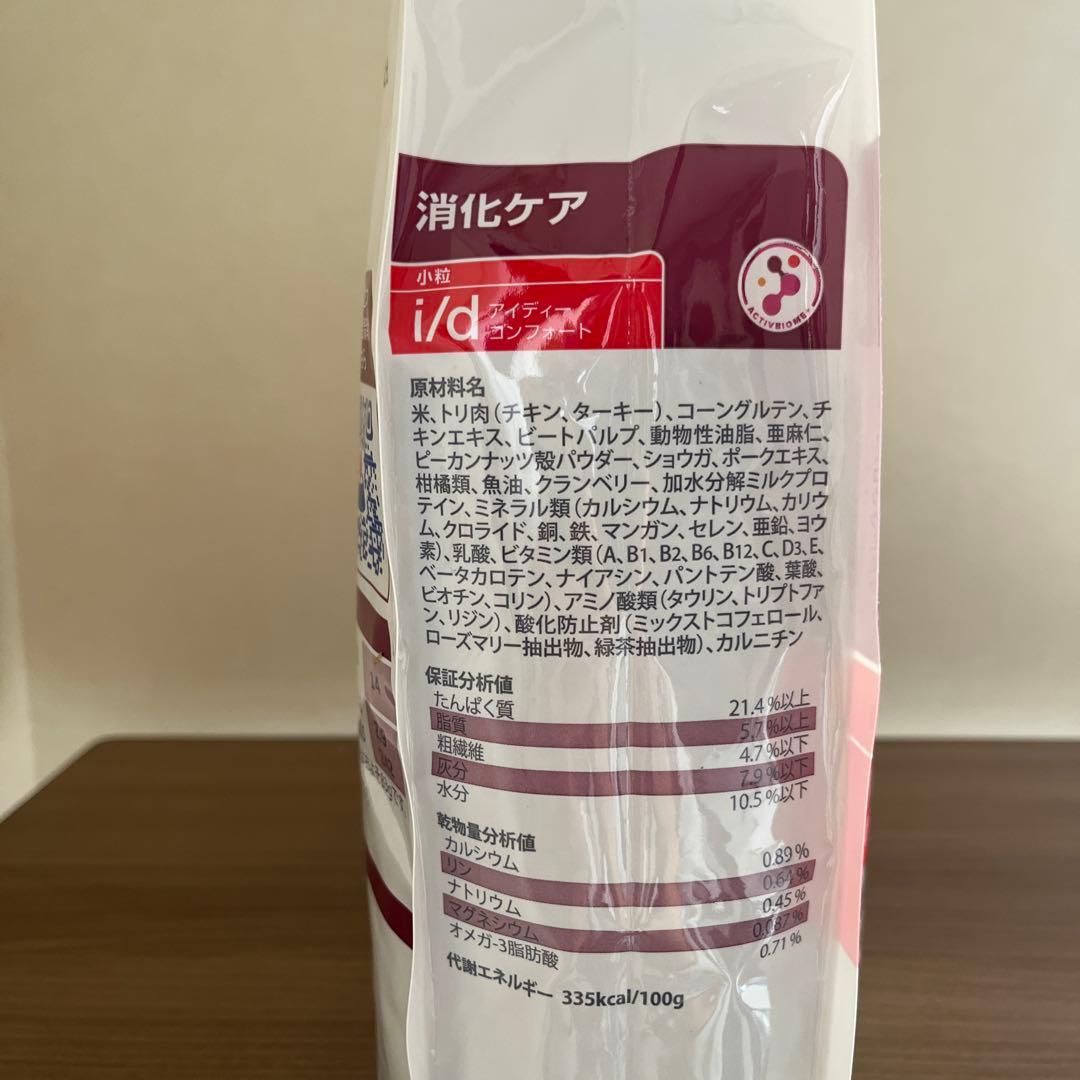 消化ケア
小粒
i/d アイディー
コンフォート
ACTIVBIOME
原材料名
米、トリ肉(チキン、ターキー)、コーングルテン、チ
キンエキス、ビートパルプ、動物性油脂、亜麻仁、
ピーカンナッツ殻パウダー、ショウガ、ポークエキス、
柑橘類、魚油、クランベリー、加水分解ミルクプロ
テイン、ミネラル類(カルシウム、ナトリウム、カリウ
ム、クロライド、銅、鉄、マンガン、セレン、亜鉛、ヨウ
素)、乳酸、ビタミン類(A、B1、B2、B6、B12、C、D3、E、
ベータカロテン、ナイアシン、パントテン酸、葉酸、
ビオチン、コリン)、アミノ酸類(タウリン、トリプトファ
ン、リジン)、酸化防止剤(ミックストコフェロール、
ローズマリー抽出物、緑茶抽出物)、カルニチン
保証分析値
たんぱく質 21.4%以上
脂質 5.7%以上
粗繊維 4.7%以下
灰分 7.9%以下
水分 10.5%以下
乾物量分析値
カルシウム 0.89%
リン 0.64%
ナトリウム 0.45%
マグネシウム 0.087%
オメガ-3脂肪酸 0.71%
代謝エネルギー 335kcal/100g